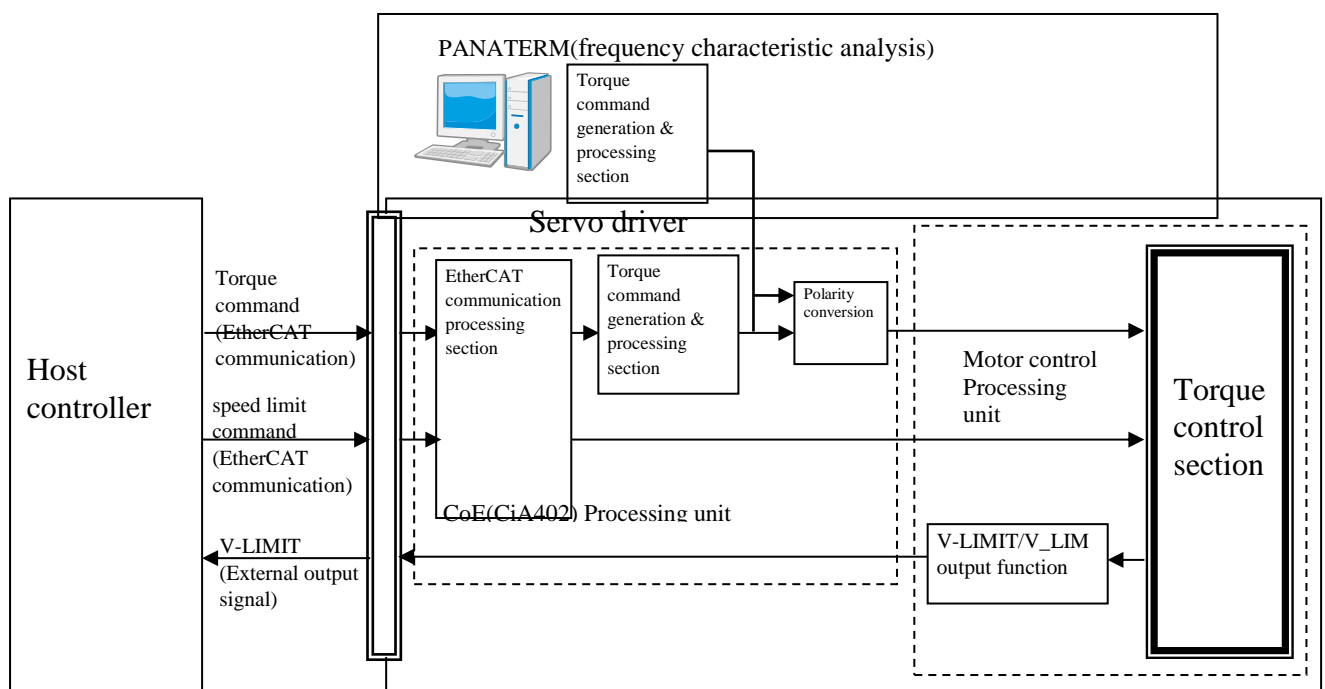 PANATERM(frequency characteristic analysis)
Torque
command
generation &
processing
section
Servo driver
Host
controller
Torque
command
(EtherCAT
communication)
speed limit
command
(EtherCAT
communication)
V-LIMIT
(External output
signal)
EtherCAT
communication
processing
section
Torque
command
generation &
processing
section
Polarity
conversion
CoE(CiA402) Processing unit
Motor control
Processing
unit
V-LIMIT/V_LIM
output function
Torque
control
section